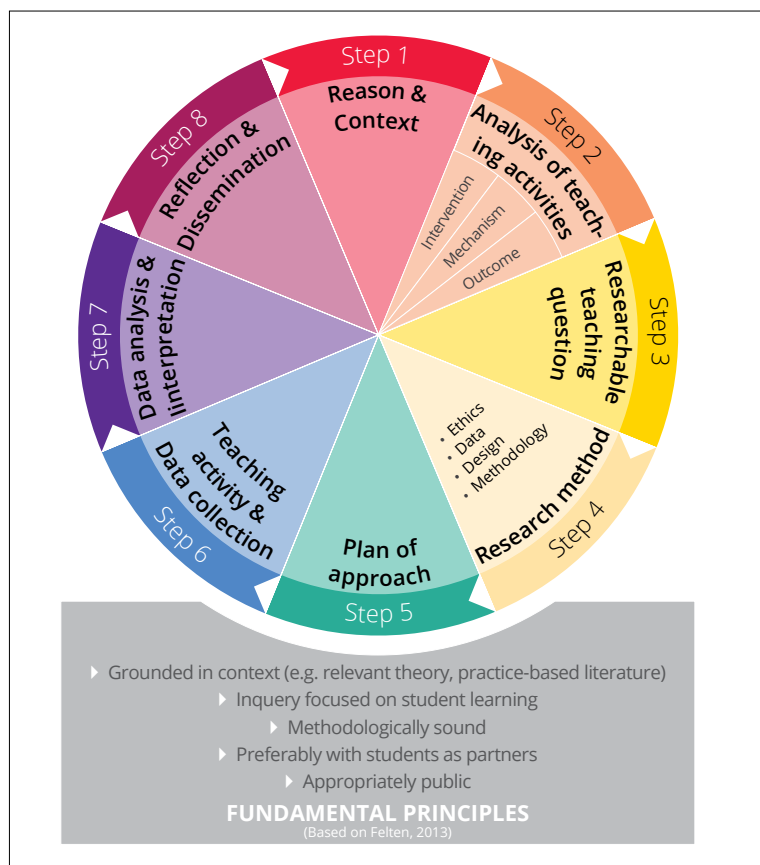 Step 1
Reason &
Context
Step 2
Analysis of teach-
ing activities
Intervention
Mechanism
Outcome
Step 3
Researchable
teaching
question
Step 4
Research method
• Ethics
• Data
• Design
• Methodology
Step 5
Plan of
approach
Step 6
Teaching
activity &
Data collection
Step 7
Data analysis &
Iinterpretation
Step 8
Reflection &
Dissemination
Grounded in context (e.g. relevant theory, practice-based literature)
Inquery focused on student learning
Methodologically sound
Preferably with students as partners
Appropriately public
FUNDAMENTAL PRINCIPLES
(Based on Felten, 2013)